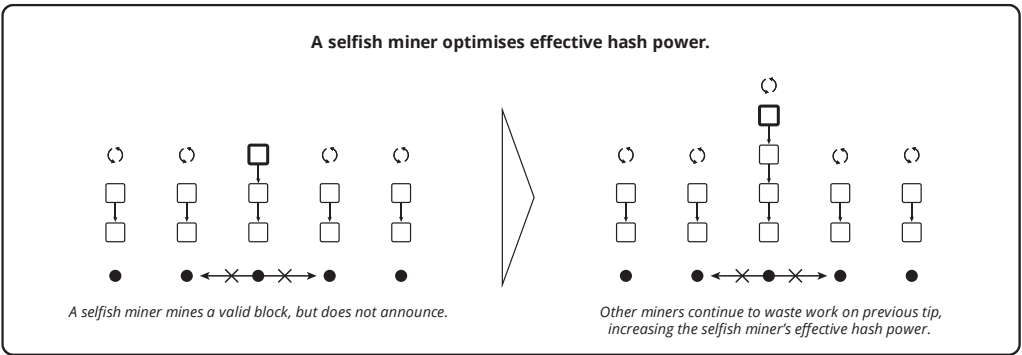 A selfish miner optimises effective hash power.
A selfish miner mines a valid block, but does not announce.
Other miners continue to waste work on previous tip,
increasing the selfish miner’s effective hash power.